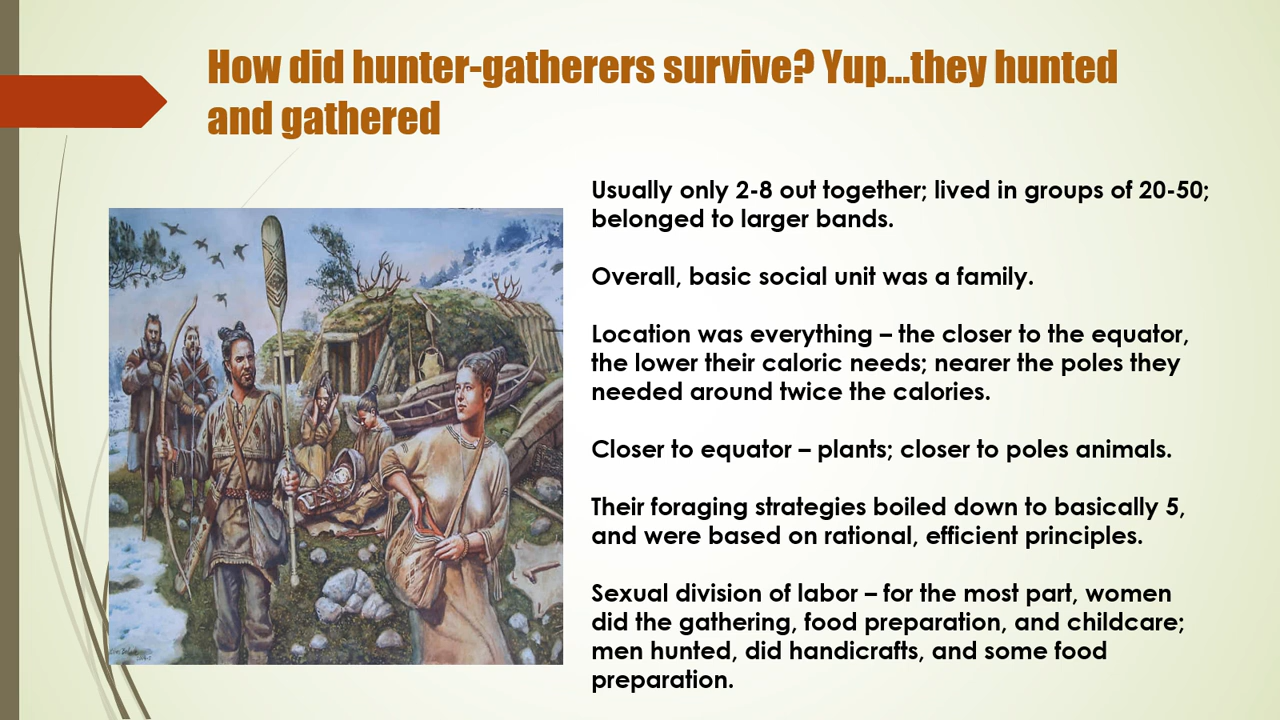 How did hunter-gatherers survive? Yup...they hunted
and gathered
Usually only 2-8 out together; lived in groups of 20-50;
belonged to larger bands.
Overall, basic social unit was a family.
Location was everything – the closer to the equator,
the lower their caloric needs; nearer the poles they
needed around twice the calories.
Closer to equator – plants; closer to poles animals.
Their foraging strategies boiled down to basically 5,
and were based on rational, efficient principles.
Sexual division of labor – for the most part, women
did the gathering, food preparation, and childcare;
men hunted, did handicrafts, and some food
preparation.